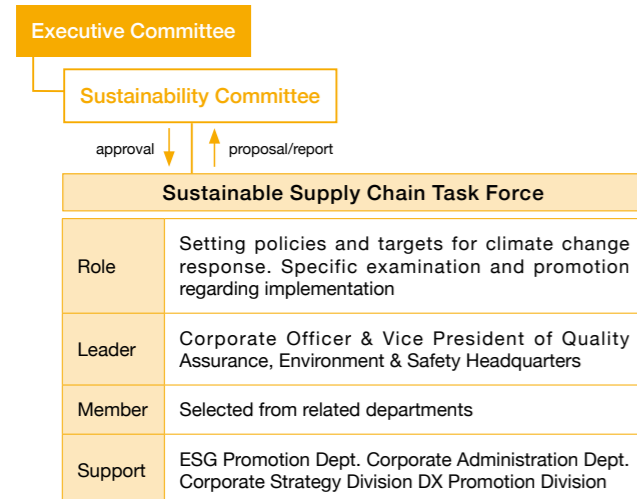 Executive Committee
Sustainability Committee
approval
proposal/report
Sustainable Supply Chain Task Force
Role
Setting policies and targets for climate change
response. Specific examination and promotion
regarding implementation
Leader
Corporate Officer & Vice President of Quality
Assurance, Environment & Safety Headquarters
Member
Selected from related departments
Support
ESG Promotion Dept. Corporate Administration Dept.
Corporate Strategy Division DX Promotion Division